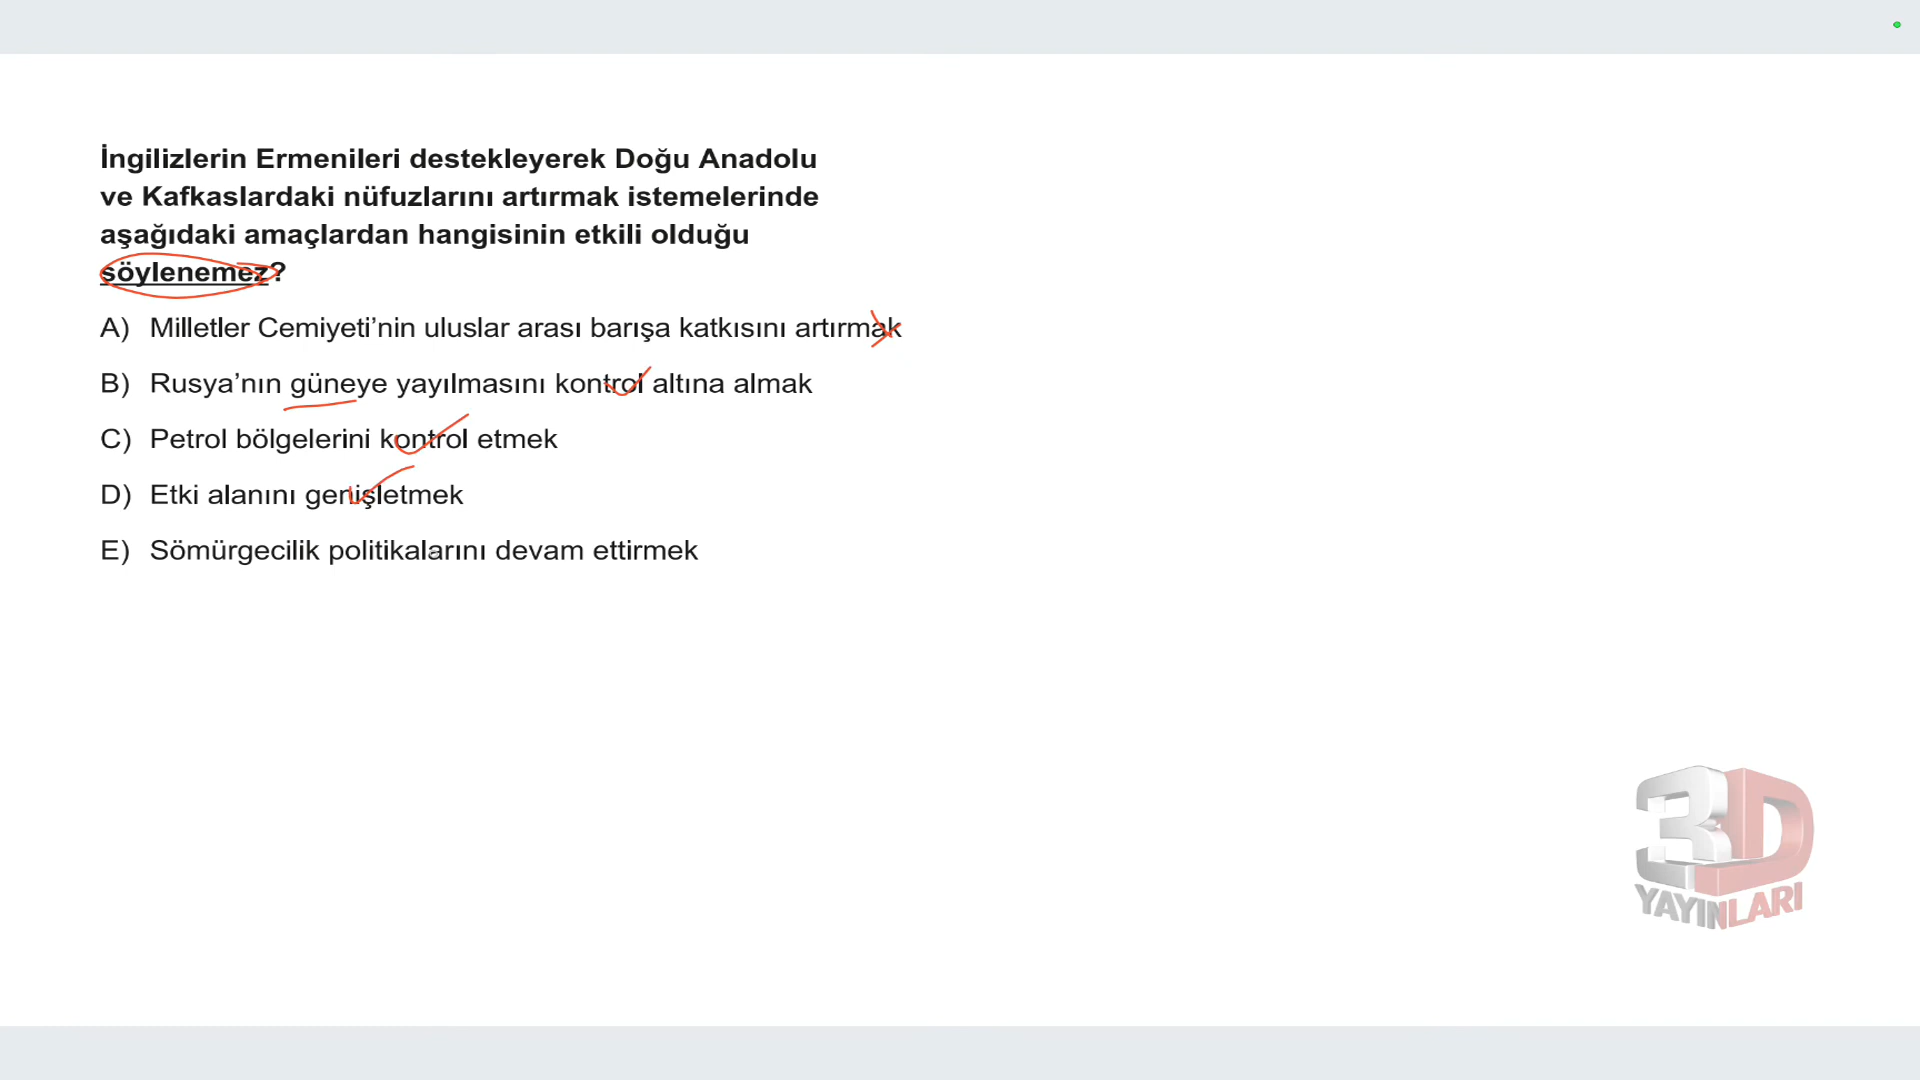 İngilizlerin Ermenileri destekleyerek Doğu Anadolu
ve Kafkaslardaki nüfuzlarını artırmak istemelerinde
aşağıdaki amaçlardan hangisinin etkili olduğu
söylenemez?
A) Milletler Cemiyeti’nin uluslar arası barışa katkısını artırmak
B) Rusya’nın güneye yayılmasını kontrol altına almak
C) Petrol bölgelerini kontrol etmek
D) Etki alanını genişletmek
E) Sömürgecilik politikalarını devam ettirmek
3D
YAYINLARI